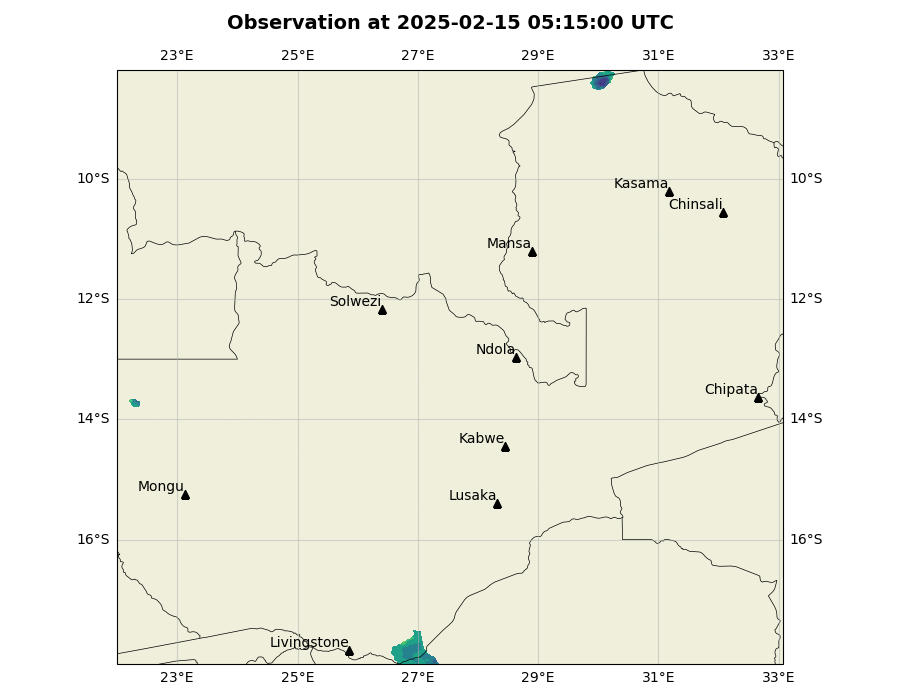 Observation at 2025-02-15 05:15:00 UTC
23°E 25°E 27°E 29°E 31°E 33°E
10°S 10°S
Kasama
Chinsali
Mansa
12°S 12°S
Solwezi
Ndola
Chipata
14°S 14°S
Kabwe
Mongu
Lusaka
16°S 16°S
Livingstone
23°E 25°E 27°E 29°E 31°E 33°E